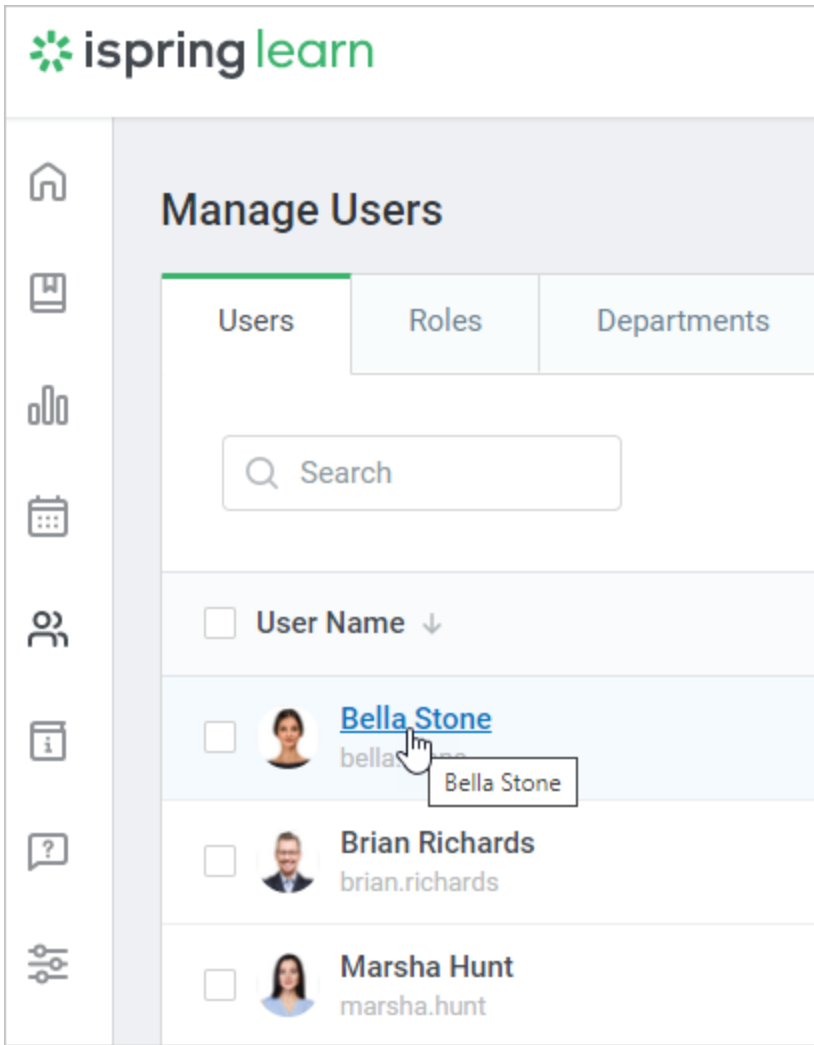 ispring learn
Manage Users
Users Roles Departments
Search
User Name
Bella Stone
Bella Stone
Brian Richards
brian.richards
Marsha Hunt
marsha.hunt